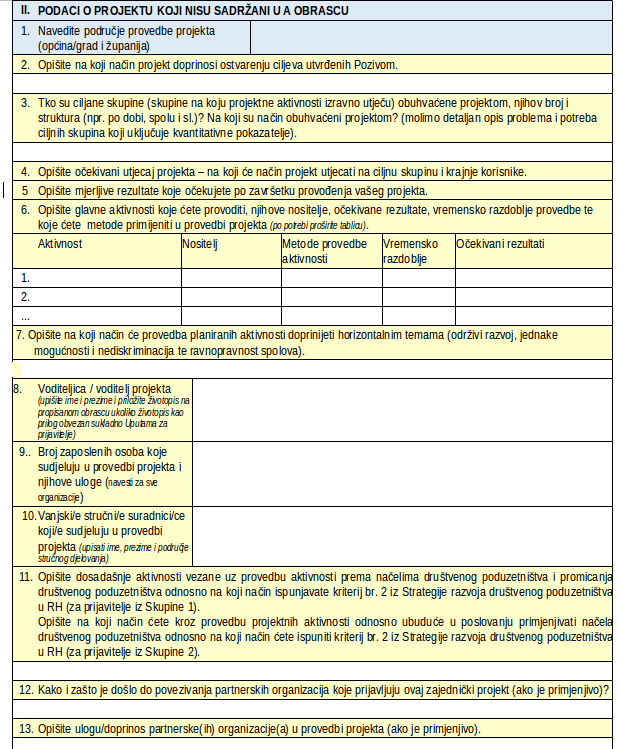 II. PODACI O PROJEKTU KOJI NISU SADRŽANI U A OBRASCU
1. Navedite područje provedbe projekta
(općina/grad i županija)
2. Opišite na koji način projekt doprinosi ostvarenju ciljeva utvrđenih Pozivom.
3. Tko su ciljane skupine (skupine na koju projektne aktivnosti izravno utječu) obuhvaćene projektom, njihov broj i
struktura (npr. po dobi, spolu i sl.)? Na koji su način obuhvaćeni projektom? (molimo detaljan opis problema i potreba
ciljnih skupina koji uključuje kvantitativne pokazatelje).
4. Opišite očekivani utjecaj projekta – na koji će način projekt utjecati na ciljnu skupinu i krajnje korisnike.
5 Opišite mjerljive rezultate koje očekujete po završetku provođenja vašeg projekta.
6. Opišite glavne aktivnosti koje ćete provoditi, njihove nositelje, očekivane rezultate, vremensko razdoblje provedbe te
koje ćete metode primijeniti u provedbi projekta (po potrebi proširite tablicu).
Aktivnost Nositelj Metode provedbe Vremensko Očekivani rezultati
aktivnosti razdoblje
1.
2.
...
7. Opišite na koji način će provedba planiranih aktivnosti doprinijeti horizontalnim temama (održivi razvoj, jednake
mogućnosti i nediskriminacija te ravnopravnost spolova).
8. Voditeljica / voditelj projekta
(upišite ime i prezime i priložite životopis na
propisanom obrascu ukoliko životopis kao
prilog obvezan sukladno Uputama za
prijavitelje)
9.. Broj zaposlenih osoba koje
sudjeluju u provedbi projekta i
njihove uloge (navesti za sve
organizacije)
10. Vanjski/e stručni/e suradnici/ce
koji/e sudjeluju u provedbi
projekta (upisati ime, prezime i područje
stručnog djelovanja)
11. Opišite dosadašnje aktivnosti vezane uz provedbu aktivnosti prema načelima društvenog poduzetništva i promicanja
društvenog poduzetništva odnosno na koji način ispunjavate kriterij br. 2 iz Strategije razvoja društvenog poduzetništva
u RH (za prijavitelje iz Skupine 1).
Opišite na koji način ćete kroz provedbu projektnih aktivnosti odnosno ubuduće u poslovanju primjenjivati načela
društvenog poduzetništva odnosno na koji način ćete ispuniti kriterij br. 2 iz Strategije razvoja društvenog poduzetništva
u RH (za prijavitelje iz Skupine 2).
12. Kako i zašto je došlo do povezivanja partnerskih organizacija koje prijavljuju ovaj zajednički projekt (ako je primjenjivo)?
13. Opišite ulogu/doprinos partnerske(ih) organizacije(a) u provedbi projekta (ako je primjenjivo).